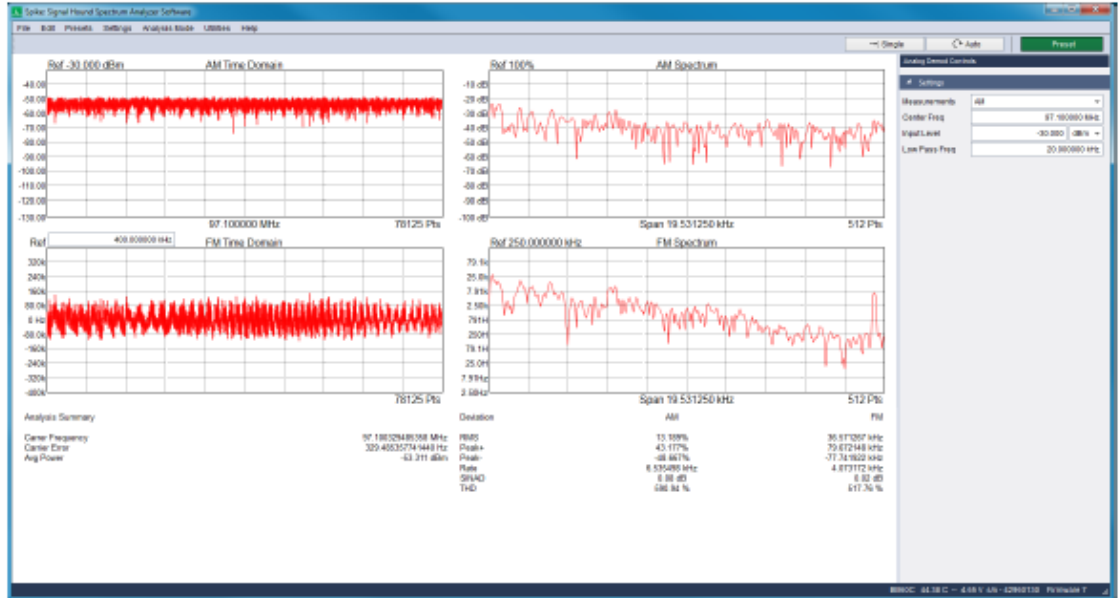 Spike: Signal Hound Spectrum Analyzer Software
File Edit Presets Settings Analysis Mode Utilities Help
Single Auto Preset
Ref -30.000 dBm AM Time Domain
-40.00
-50.00
-60.00
-70.00
-80.00
-90.00
-100.00
-110.00
-120.00
-130.00
97.100000 MHz 78125 Pts
Ref 100% AM Spectrum
-10 dB
-20 dB
-30 dB
-40 dB
-50 dB
-60 dB
-70 dB
-80 dB
-90 dB
-100 dB
Span 19.531250 kHz 512 Pts
Ref 400.000000 kHz FM Time Domain
320k
240k
160k
80.0k
0 Hz
-80.0k
-160k
-240k
-320k
-400k
78125 Pts
Ref 250.000000 kHz FM Spectrum
79.1k
25.0k
7.91k
2.50k
791H
250H
79.1H
25.0H
7.91Hz
2.50Hz
Span 19.531250 kHz 512 Pts
Analysis Summary
Carrier Frequency 97.100329485358 MHz
Carrier Error 329.485357741440 Hz
Avg Power -53.311 dBm
Deviation AM FM
RMS 13.189% 36.571267 kHz
Peak+ 43.177% 79.072148 kHz
Peak- -48.667% -77.741922 kHz
Rate 6.535498 kHz 4.073172 kHz
SINAD 0.08 dB 0.02 dB
THD 517.76 %
Analog Demod Controls
Settings
Measurements AM
Center Freq 97.100000 MHz
Input Level -30.000 dBm
Low Pass Freq 20.000000 kHz